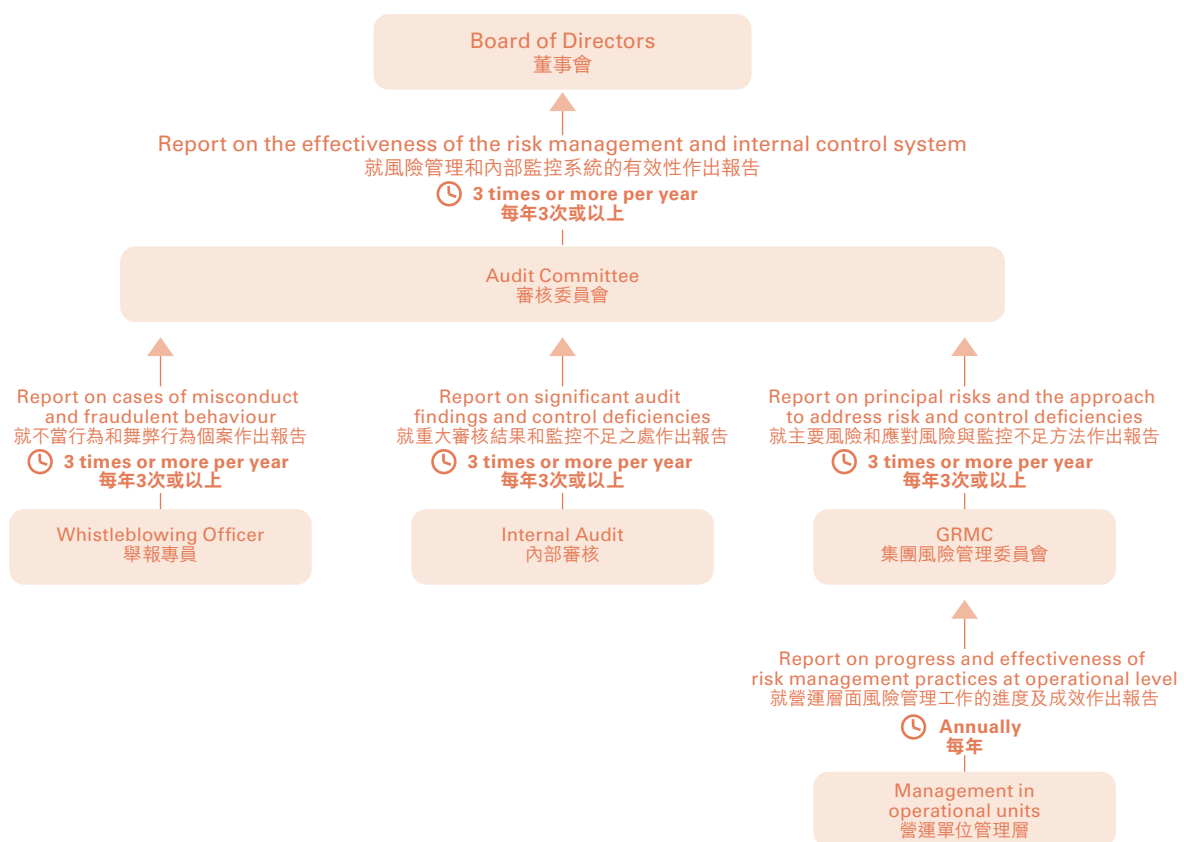 Board of Directors
董事會
Report on the effectiveness of the risk management and internal control system
就風險管理和內部監控系統的有效性作出報告
3 times or more per year
每年3次或以上
Audit Committee
審核委員會
Report on cases of misconduct
and fraudulent behaviour
就不當行為和舞弊行為個案作出報告
3 times or more per year
每年3次或以上
Whistleblowing Officer
舉報專員
Report on significant audit
findings and control deficiencies
就重大審核結果和監控不足之處作出報告
3 times or more per year
每年3次或以上
Internal Audit
內部審核
Report on principal risks and the approach
to address risk and control deficiencies
就主要風險和應對風險與監控不足方法作出報告
3 times or more per year
每年3次或以上
GRMC
集團風險管理委員會
Report on progress and effectiveness of
risk management practices at operational level
就營運層面風險管理工作的進度及成效作出報告
Annually
每年
Management in
operational units
營運單位管理層